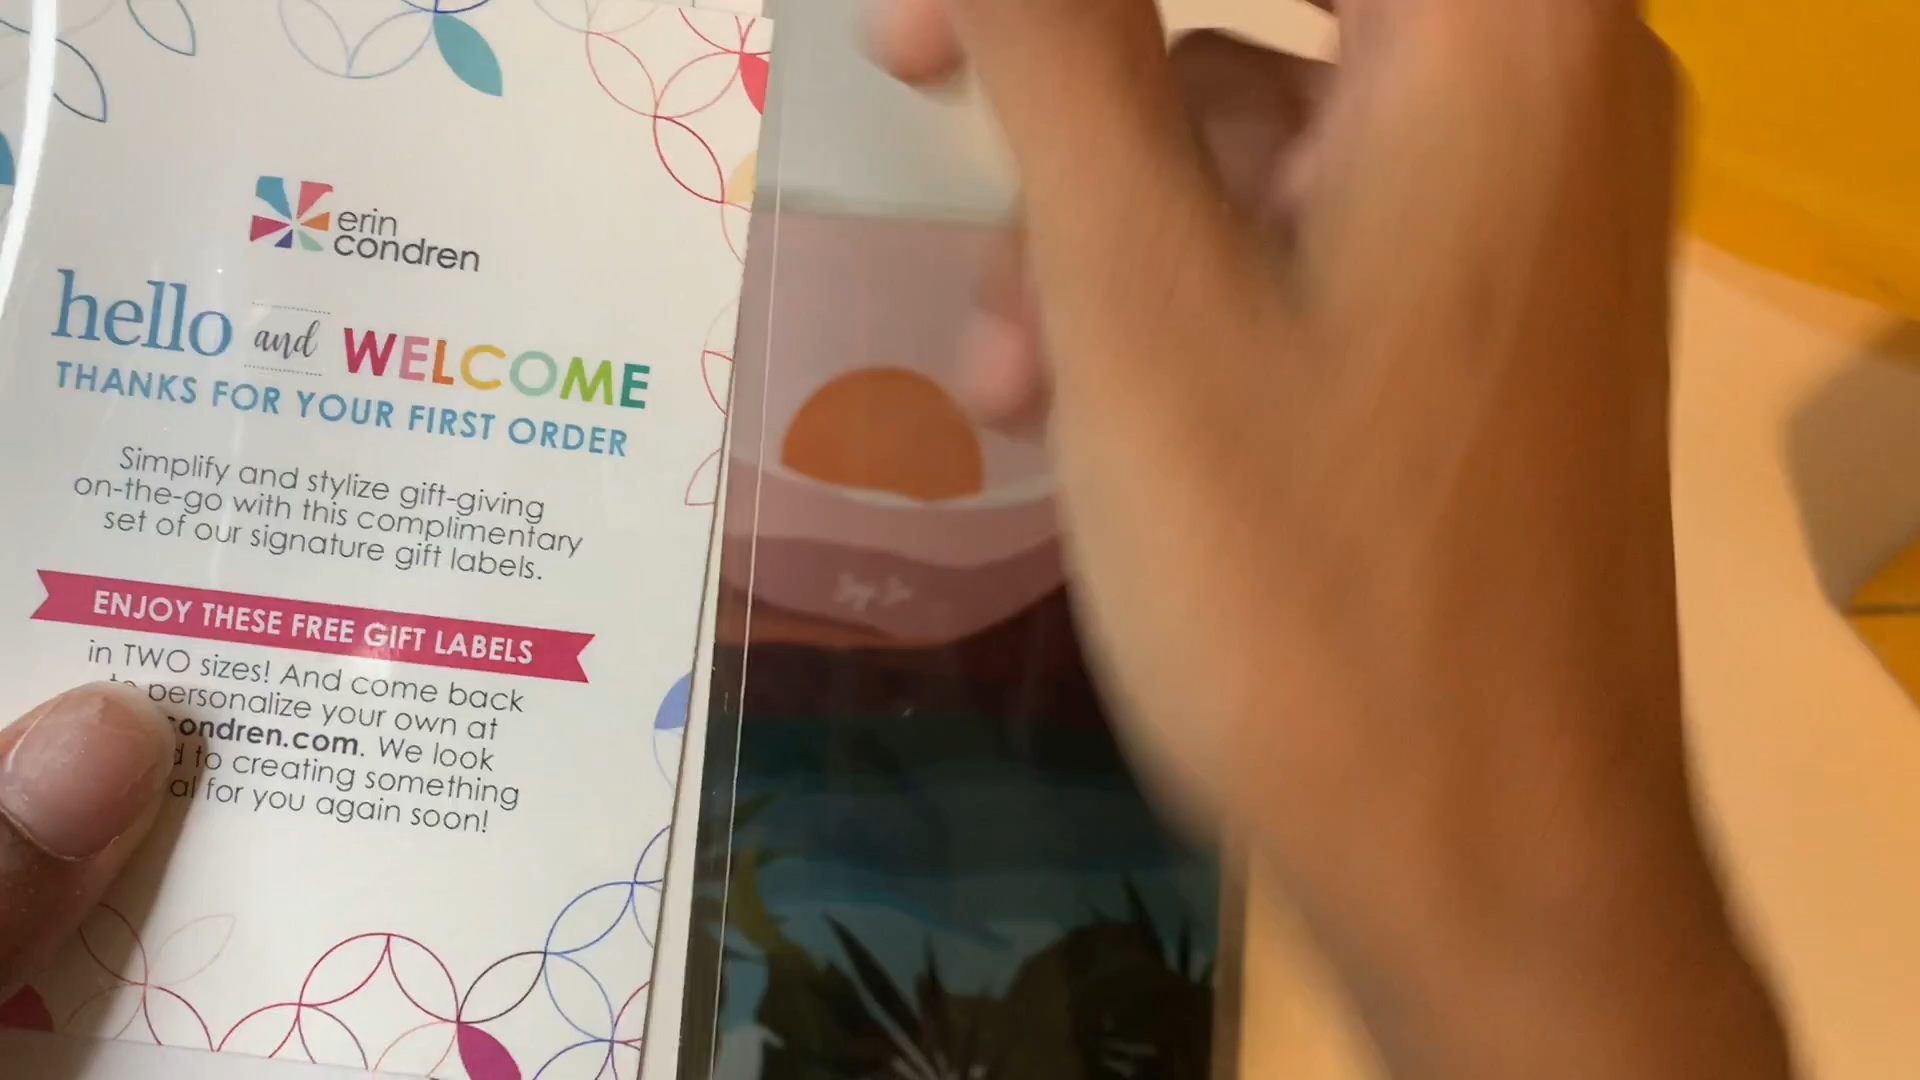 erin
condren
hello and WELCOME
THANKS FOR YOUR FIRST ORDER
Simplify and stylize gift-giving
on-the-go with this complimentary
set of our signature gift labels.
ENJOY THESE FREE GIFT LABELS
in TWO sizes! And come back
to personalize your own at
condren.com. We look
to creating something
for you again soon!